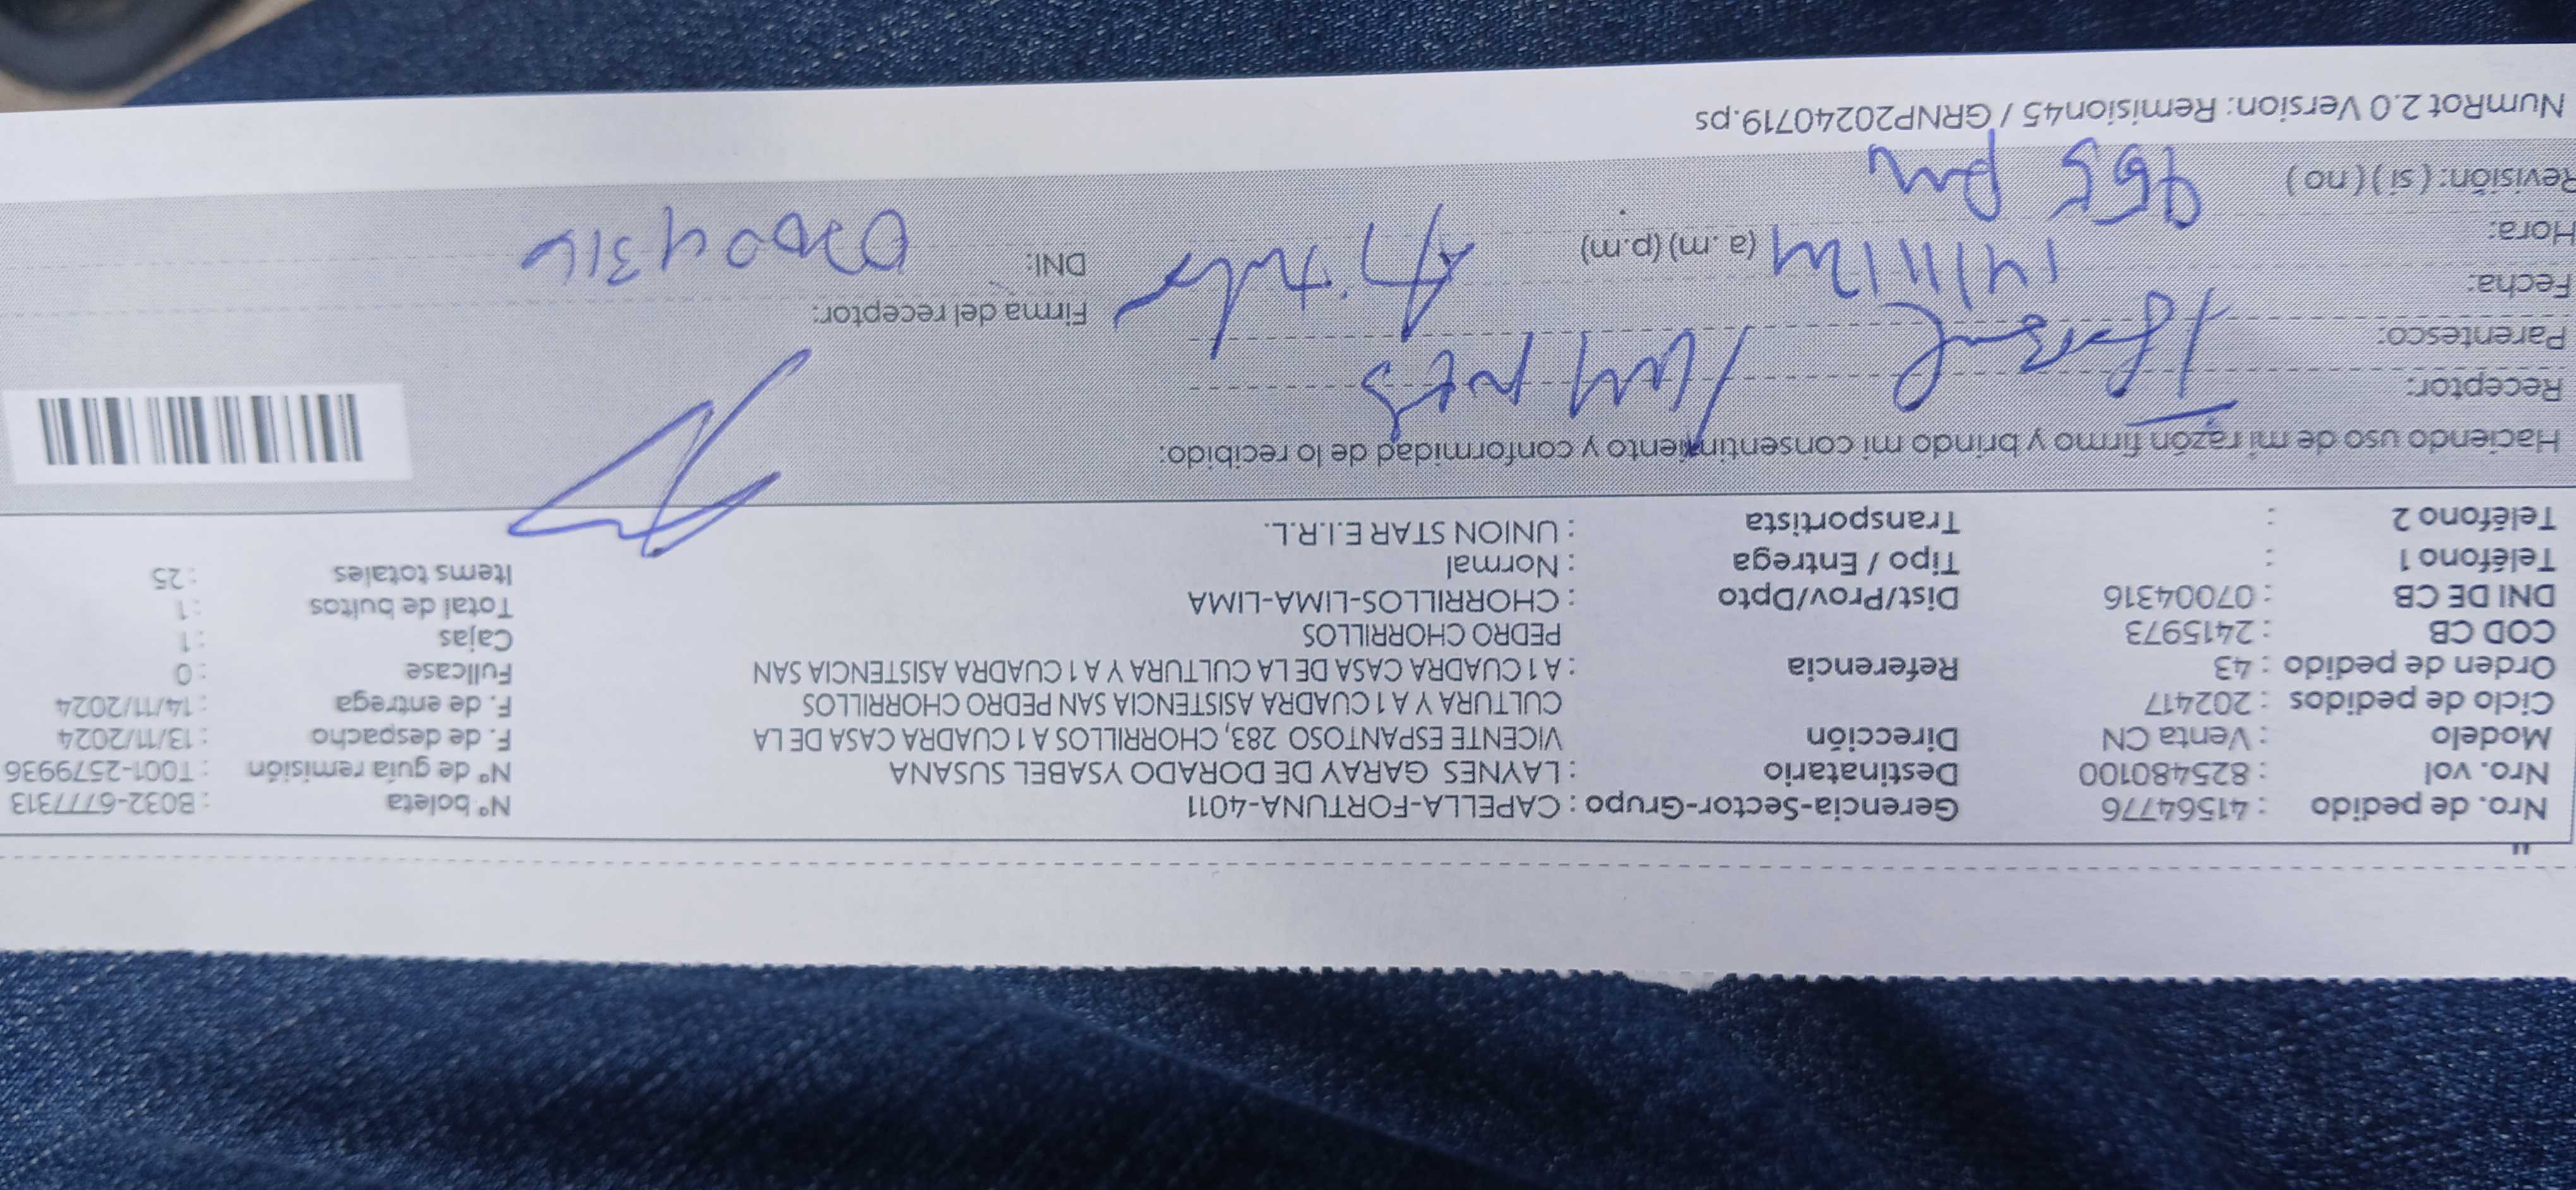 Nro. de pedido : 41564776 Gerencia-Sector-Grupo : CAPELLA-FORTUNA-4011 N° boleta : B032-6777313
Nro. vol : 825480100 Destinatario : LAYNES GARAY DE DORADO YSABEL SUSANA N° de guía remisión : T001-2579936
Modelo : Venta CN Dirección VICENTE ESPANTOSO 283, CHORRILLOS A 1 CUADRA CASA DE LA F. de despacho : 13/11/2024
Ciclo de pedidos : 202417 CULTURA Y A 1 CUADRA ASISTENCIA SAN PEDRO CHORRILLOS F. de entrega : 14/11/2024
Orden de pedido : 43 Referencia : A 1 CUADRA CASA DE LA CULTURA Y A 1 CUADRA ASISTENCIA SAN Fullcase : 0
COD CB : 2415973 PEDRO CHORRILLOS Cajas : 1
DNI DE CB : 07004316 Dist/Prov/Dpto : CHORRILLOS-LIMA-LIMA Total de bultos : 1
Teléfono 1 : Tipo / Entrega : Normal Items totales : 25
Teléfono 2 : Transportista : UNION STAR E.I.R.L.
Haciendo uso de mi razón firmo y brindo mi consentimiento y conformidad de lo recibido:
Receptor:
Parentesco: Firma del receptor:
Fecha: 14/11/24
Hora: (a. m) (p.m) DNI: 07004316
Revisión: ( si ) ( no ) 955 pm
NumRot 2.0 Version: Remision45 / GRNP20240719.ps